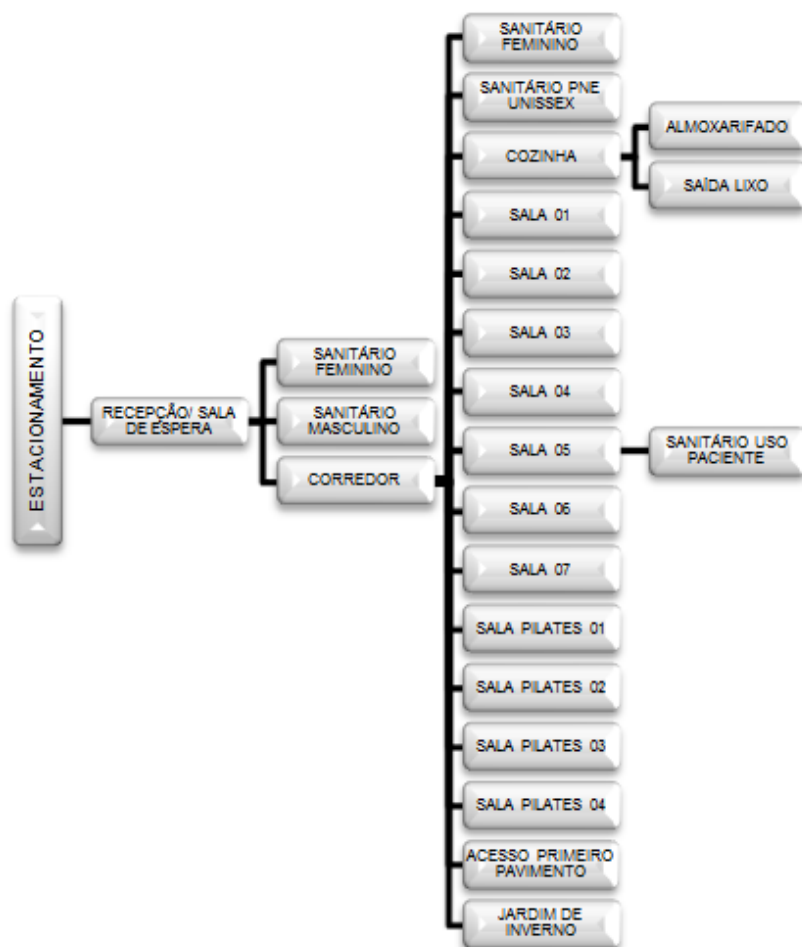 ESTACIONAMENTO
RECEPÇÃO/ SALA
DE ESPERA
SANITÁRIO
FEMININO
SANITÁRIO
MASCULINO
CORREDOR
SANITÁRIO
FEMININO
SANITÁRIO PNE
UNISSEX
COZINHA
ALMOXARIFADO
SAÍDA LIXO
SALA 01
SALA 02
SALA 03
SALA 04
SALA 05
SANITÁRIO USO
PACIENTE
SALA 06
SALA 07
SALA PILATES 01
SALA PILATES 02
SALA PILATES 03
SALA PILATES 04
ACESSO PRIMEIRO
PAVIMENTO
JARDIM DE
INVERNO